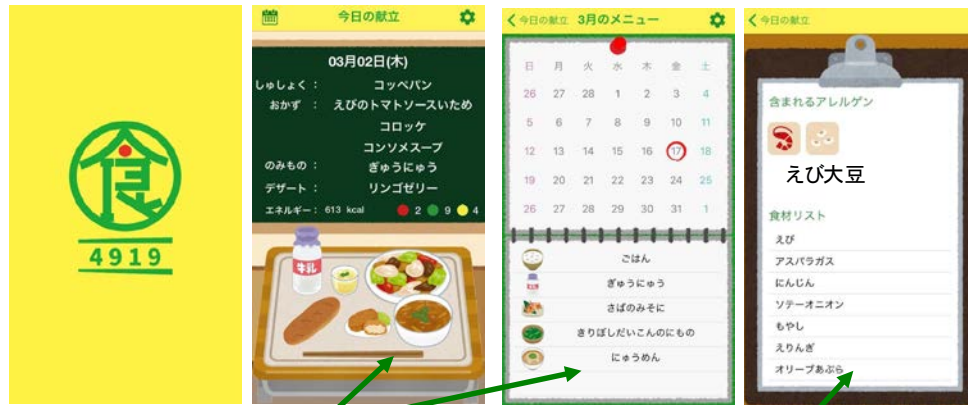 食
4919
今日の献立
03月02日(木)
しゅしょく： コッペパン
おかず ： えびのトマトソースいため
コロッケ
コンソメスープ
のみもの： ぎゅうにゅう
デザート： リンゴゼリー
エネルギー： 613 kcal 2 9 4
牛乳
今日の献立 3月のメニュー
日 月 火 水 木 金 土
26 27 28 1 2 3 4
5 6 7 8 9 10 11
12 13 14 15 16 17 18
19 20 21 22 23 24 25
26 27 28 29 30 31 1
ごはん
ぎゅうにゅう
さばのみそに
きりぼしだいこんのにもの
にゅうめん
今日の献立
含まれるアレルゲン
えび大豆
食材リスト
えび
アスパラガス
にんじん
ソテーオニオン
もやし
えりんぎ
オリーブあぶら